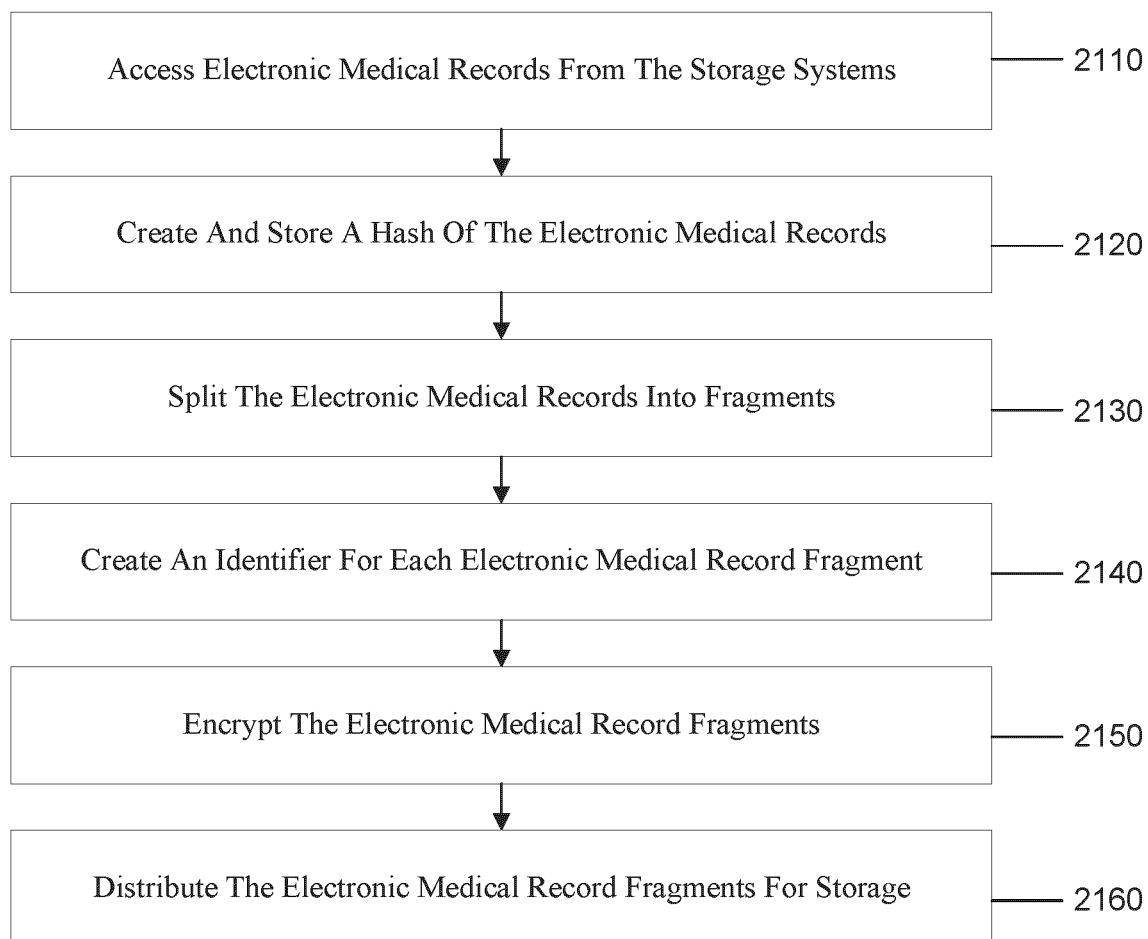 Access Electronic Medical Records From The Storage Systems
2110
Create And Store A Hash Of The Electronic Medical Records
2120
Split The Electronic Medical Records Into Fragments
2130
Create An Identifier For Each Electronic Medical Record Fragment
2140
Encrypt The Electronic Medical Record Fragments
2150
Distribute The Electronic Medical Record Fragments For Storage
2160